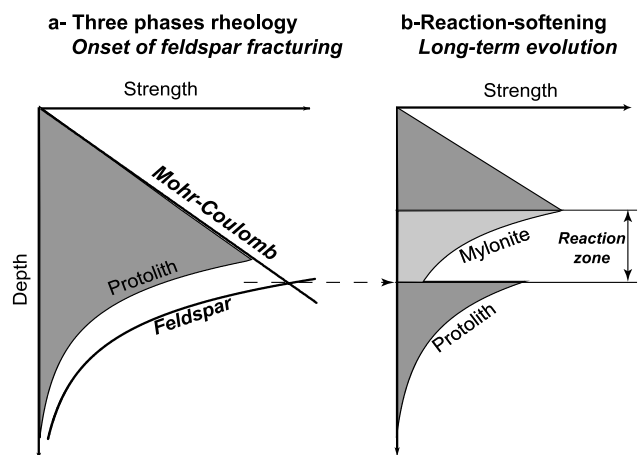 a- Three phases rheology
Onset of feldspar fracturing
Strength
Depth
Mohr-Coulomb
Protolith
Feldspar
b-Reaction-softening
Long-term evolution
Strength
Mylonite
Reaction
zone
Protolith